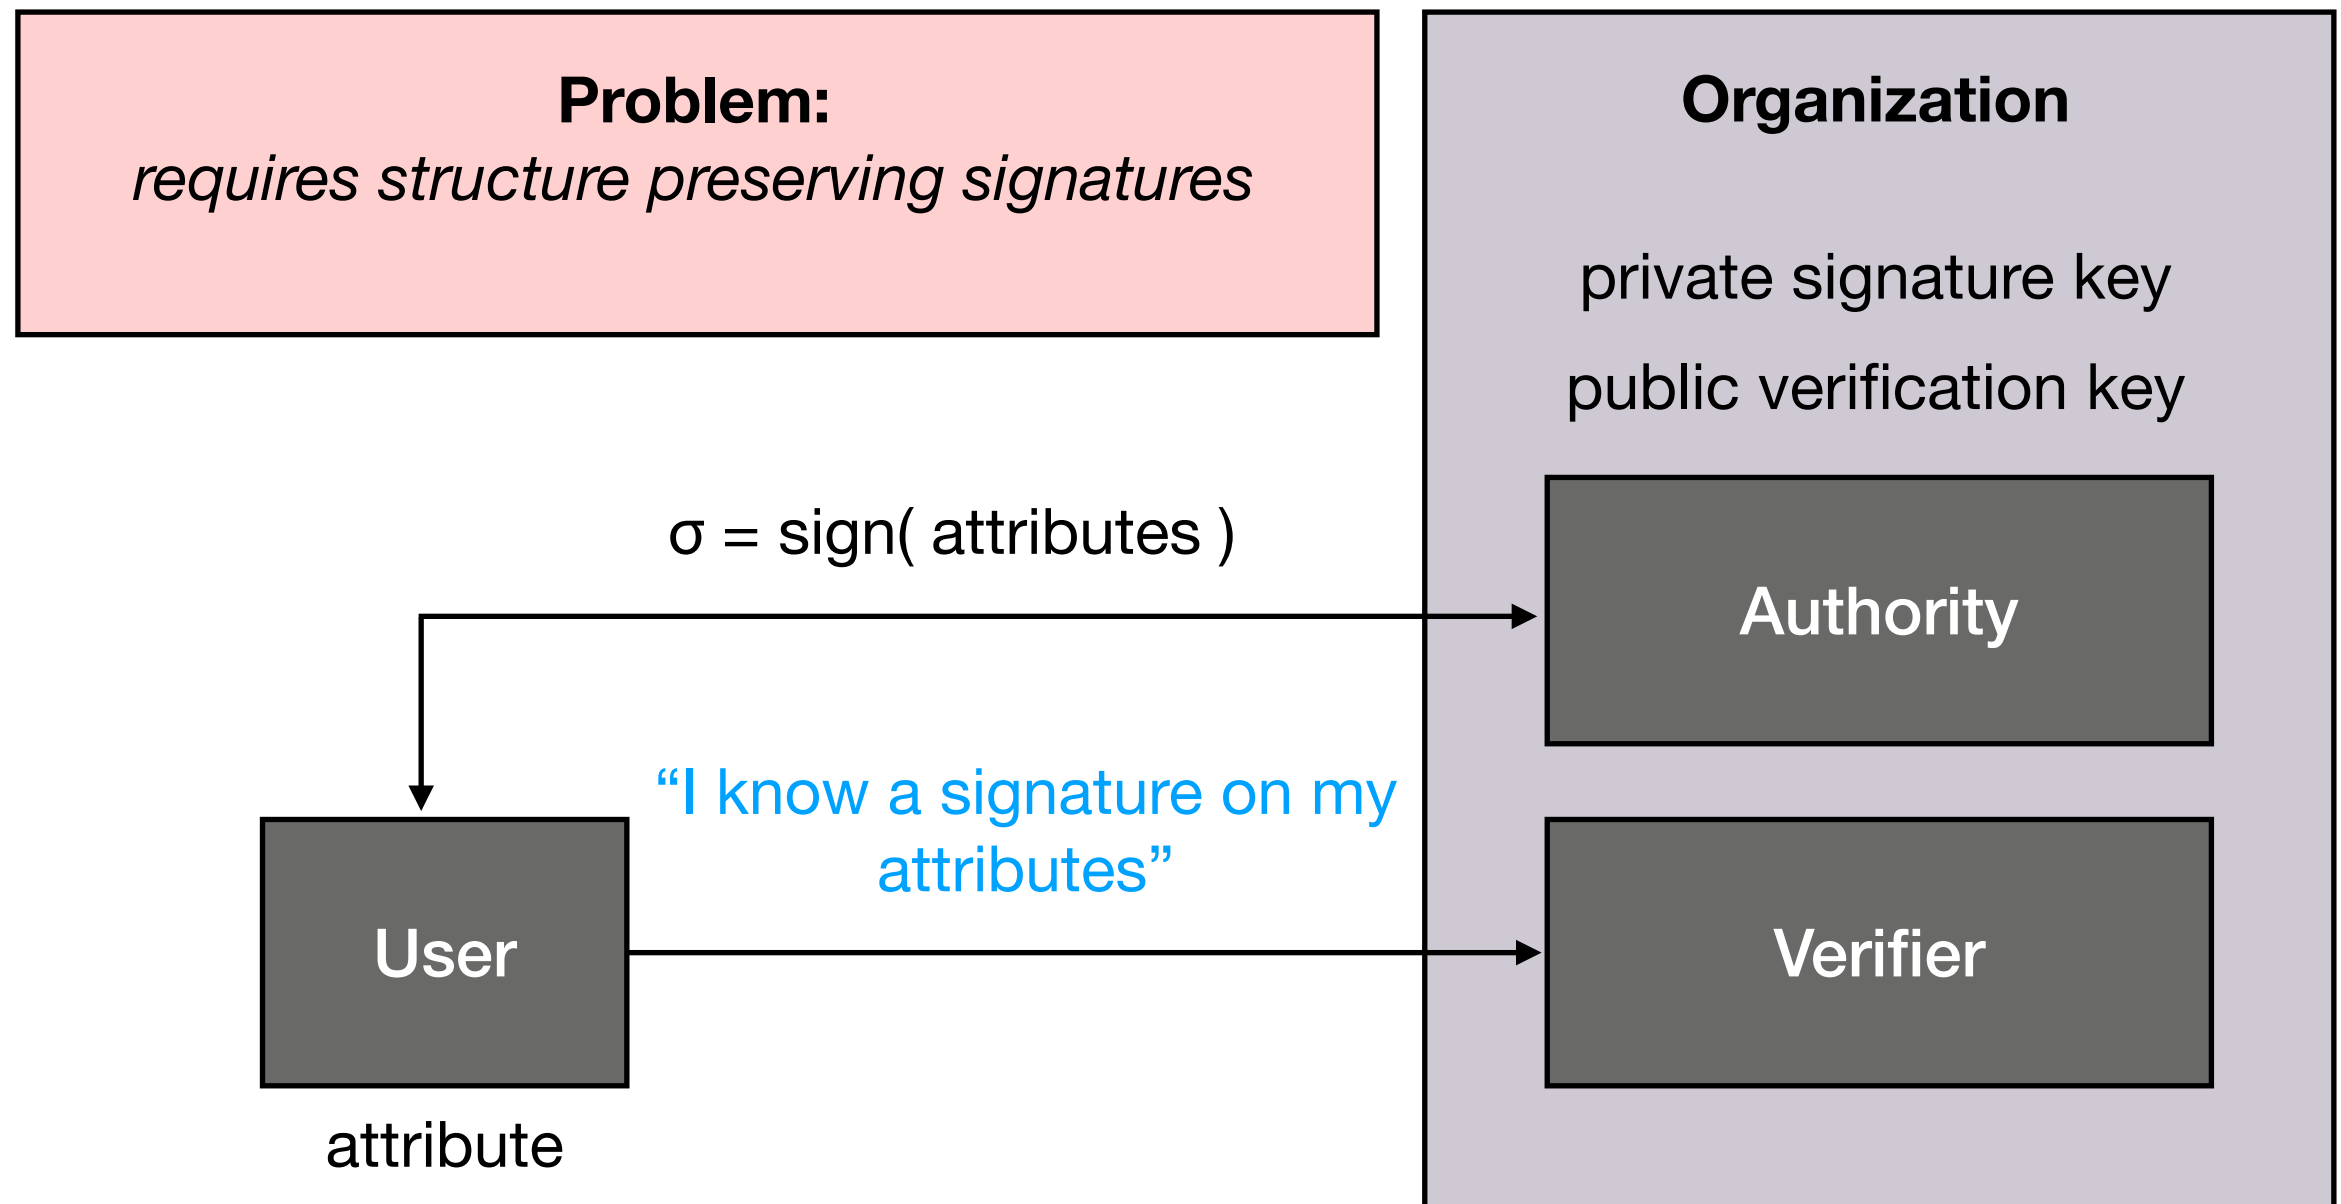 Problem:
requires structure preserving signatures
Organization
private signature key
public verification key
σ = sign( attributes )
Authority
“I know a signature on my
attributes”
User
Verifier
attribute